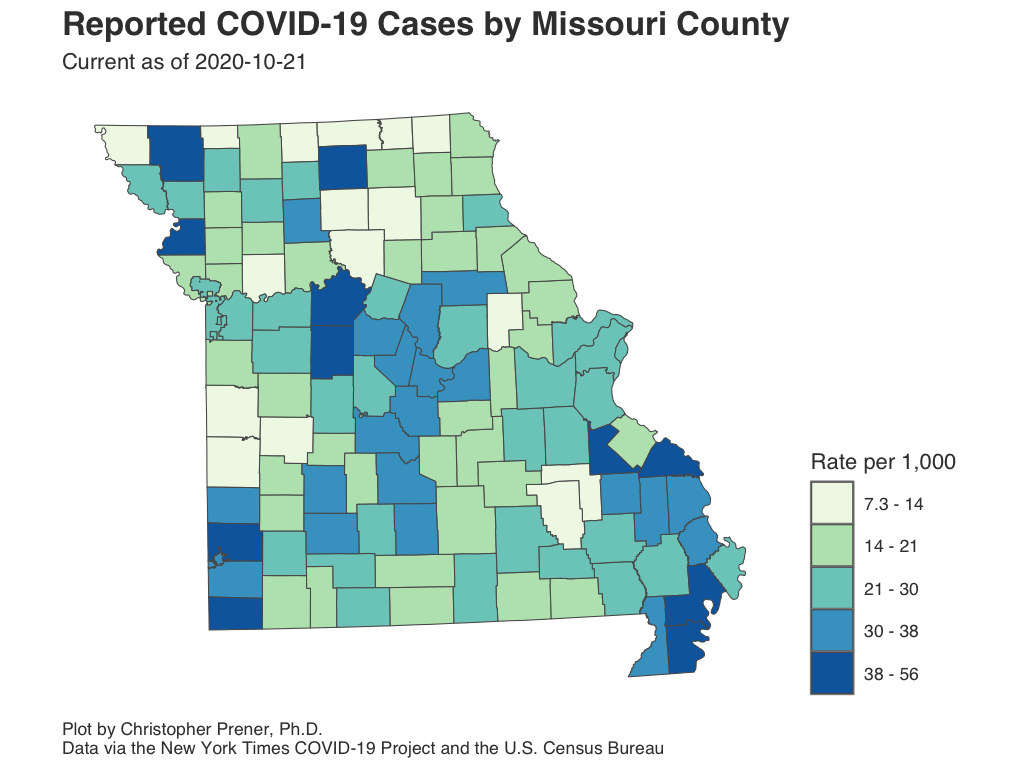 Reported COVID-19 Cases by Missouri County
Current as of 2020-10-21
Rate per 1,000
7.3 - 14
14 - 21
21 - 30
30 - 38
38 - 56
Plot by Christopher Prener, Ph.D.
Data via the New York Times COVID-19 Project and the U.S. Census Bureau